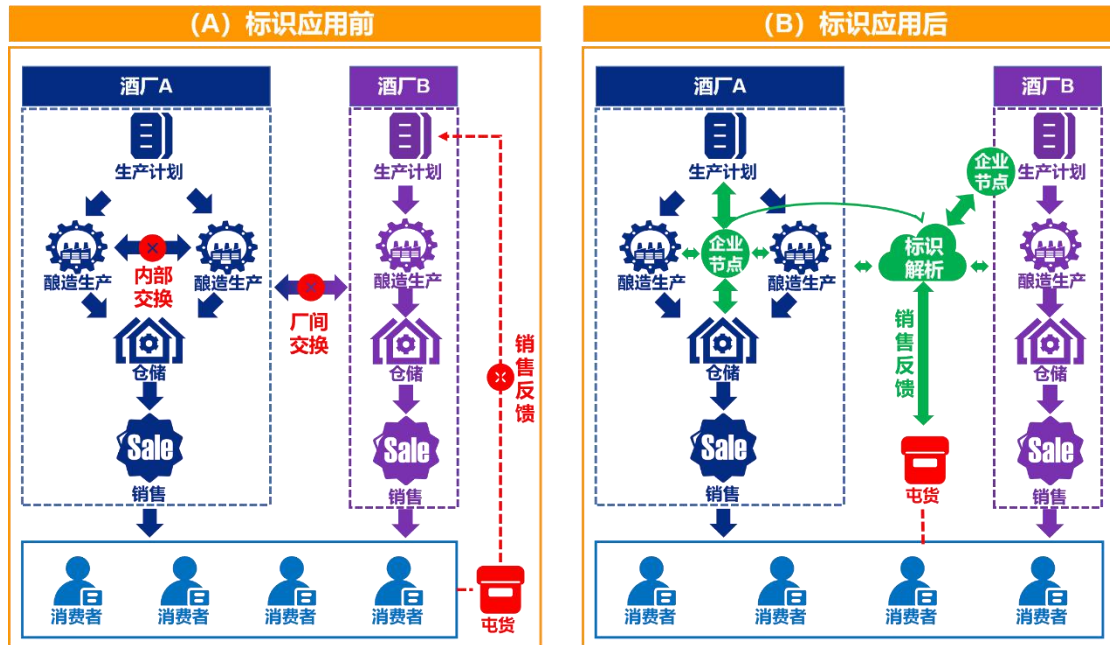 （A）标识应用前
酒厂A
酒厂B
生产计划
生产计划
酿造生产
酿造生产
内部
交换
酿造生产
厂间
交换
销售反馈
仓储
仓储
Sale
Sale
销售
销售
消费者
消费者
消费者
消费者
屯货
（B）标识应用后
酒厂A
酒厂B
生产计划
企业
节点
生产计划
酿造生产
企业
节点
酿造生产
标识
解析
酿造生产
销售反馈
仓储
仓储
Sale
Sale
屯货
销售
销售
消费者
消费者
消费者
消费者